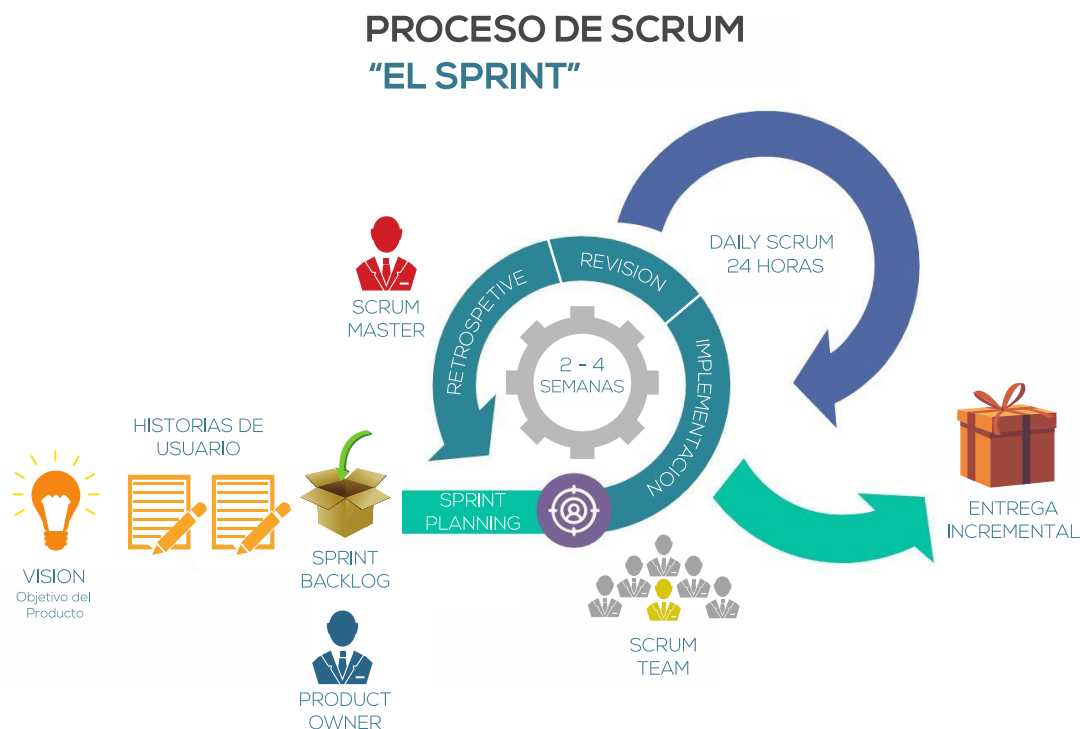 PROCESO DE SCRUM
“EL SPRINT”
DAILY SCRUM
24 HORAS
SCRUM
MASTER
RETROSPETIVE
REVISION
IMPLEMENTACION
2 - 4
SEMANAS
HISTORIAS DE
USUARIO
SPRINT
PLANNING
ENTREGA
INCREMENTAL
VISION
Objetivo del
Producto
SPRINT
BACKLOG
SCRUM
TEAM
PRODUCT
OWNER